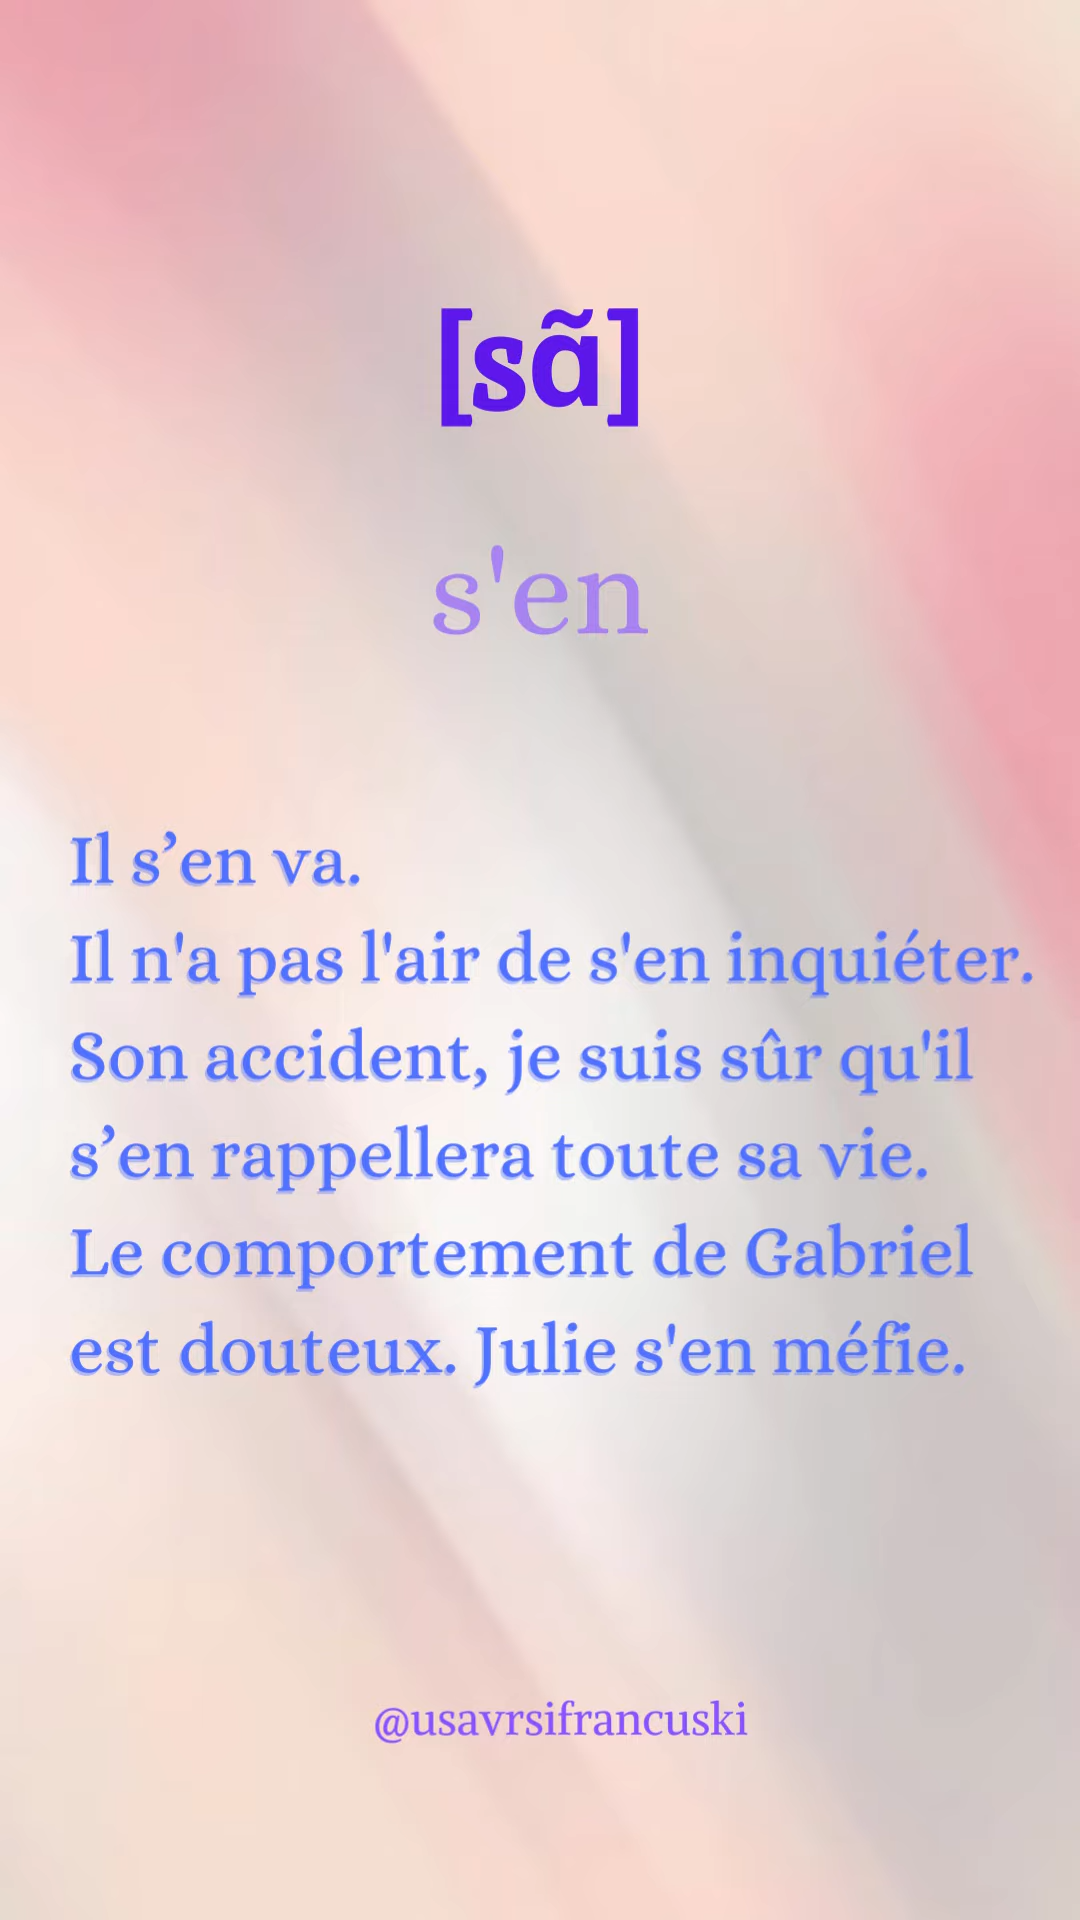 [sɑ̃]
s'en
Il s’en va.
Il n'a pas l'air de s'en inquiéter.
Son accident, je suis sûr qu'il
s’en rappellera toute sa vie.
Le comportement de Gabriel
est douteux. Julie s'en méfie.
@usavrsifrancuski